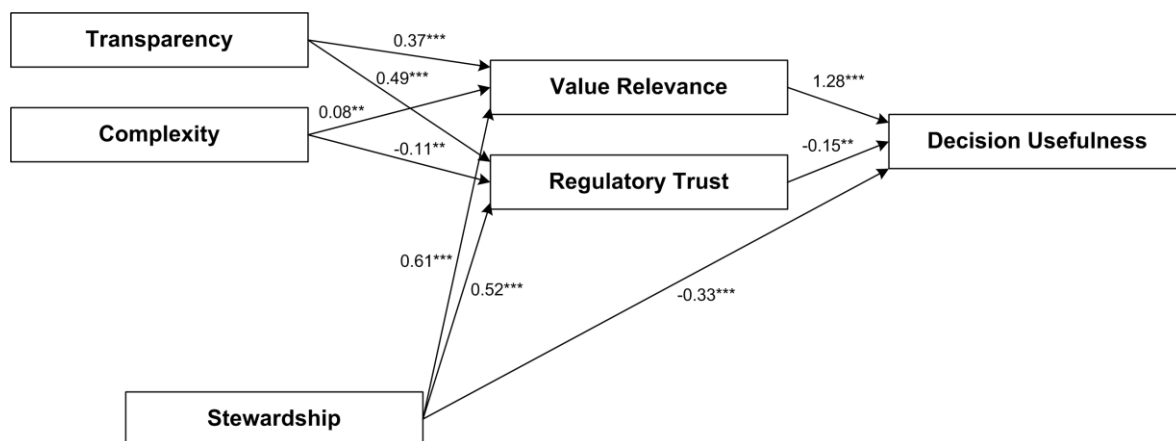 Transparency
0.37***
0.49***
Value Relevance
1.28***
0.08**
Complexity
Decision Usefulness
-0.11**
-0.15**
Regulatory Trust
0.61***
0.52***
-0.33***
Stewardship